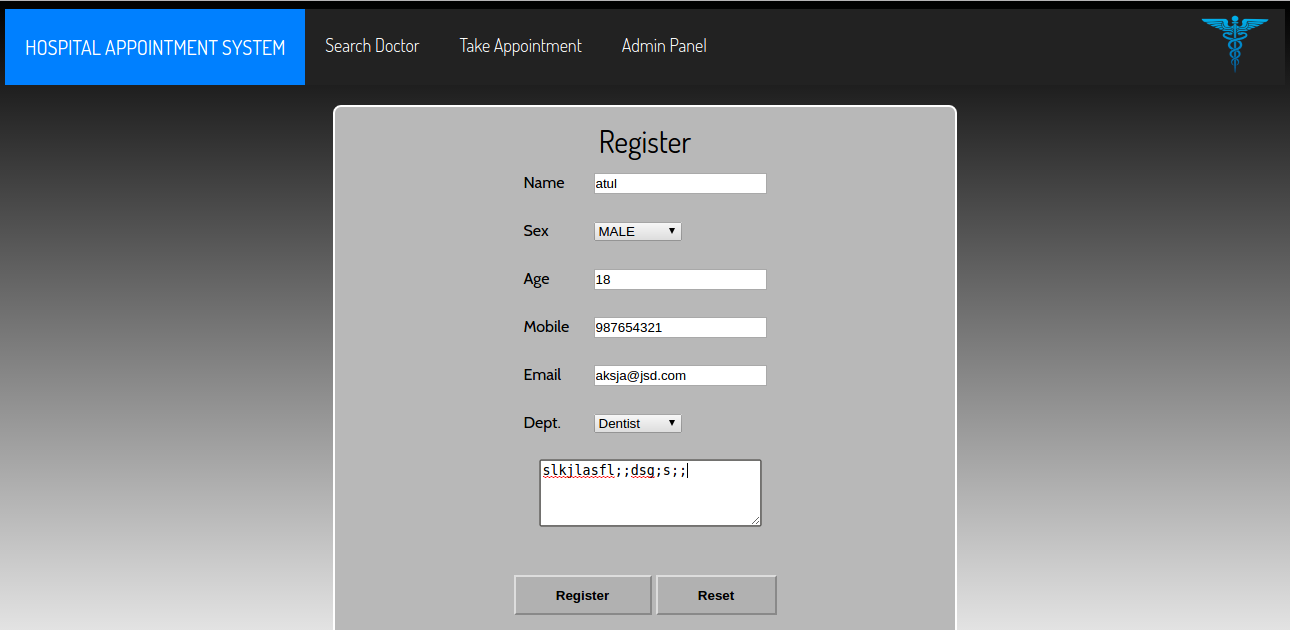 HOSPITAL APPOINTMENT SYSTEM Search Doctor Take Appointment Admin Panel
Register
Name atul
Sex MALE
Age 18
Mobile 987654321
Email aksja@jsd.com
Dept. Dentist
slkjlasfl;;dsg;s;;
Register Reset